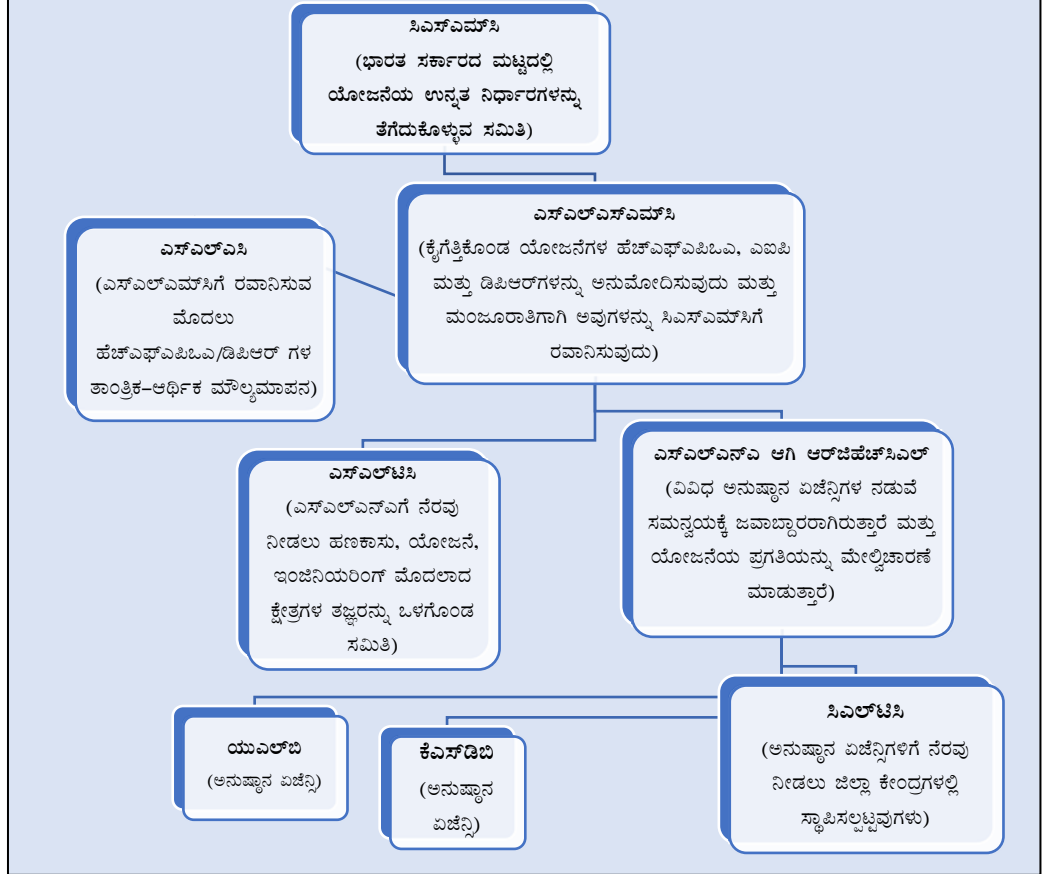 ಸಿಎಸ್ಎಮ್‌ಸಿ
(ಭಾರತ ಸರ್ಕಾರದ ಮಟ್ಟದಲ್ಲಿ
ಯೋಜನೆಯ ಉನ್ನತ ನಿರ್ಧಾರಗಳನ್ನು
ತೆಗೆದುಕೊಳ್ಳುವ ಸಮಿತಿ)
ಎಸ್ಎಲ್ಎಸ್ಎಮ್‌ಸಿ
(ಕೈಗೆತ್ತಿಕೊಂಡ ಯೋಜನೆಗಳ ಹೆಚ್ಎಫ್ಎಪಿಒಎ, ಎಐಪಿ
ಮತ್ತು ಡಿಪಿಆರ್‌ಗಳನ್ನು ಅನುಮೋದಿಸುವುದು ಮತ್ತು
ಮಂಜೂರಾತಿಗಾಗಿ ಅವುಗಳನ್ನು ಸಿಎಸ್ಎಮ್‌ಸಿಗೆ
ರವಾನಿಸುವುದು)
ಎಸ್ಎಲ್ಎಸಿ
(ಎಸ್ಎಲ್ಎಮ್‌ಸಿಗೆ ರವಾನಿಸುವ
ಮೊದಲು
ಹೆಚ್ಎಫ್ಎಪಿಒಎ/ಡಿಪಿಆರ್ ಗಳ
ತಾಂತ್ರಿಕ–ಆರ್ಥಿಕ ಮೌಲ್ಯಮಾಪನ)
ಎಸ್ಎಲ್‌ಟಿಸಿ
(ಎಸ್ಎಲ್ಎನ್ಎಗೆ ನೆರವು
ನೀಡಲು ಹಣಕಾಸು, ಯೋಜನೆ,
ಇಂಜಿನಿಯರಿಂಗ್ ಮೊದಲಾದ
ಕ್ಷೇತ್ರಗಳ ತಜ್ಞರನ್ನು ಒಳಗೊಂಡ
ಸಮಿತಿ)
ಎಸ್ಎಲ್ಎನ್ಎ ಆಗಿ ಆರ್‌ಜಿಹೆಚ್‌ಸಿಎಲ್
(ವಿವಿಧ ಅನುಷ್ಠಾನ ಏಜೆನ್ಸಿಗಳ ನಡುವೆ
ಸಮನ್ವಯಕ್ಕೆ ಜವಾಬ್ದಾರರಾಗಿರುತ್ತಾರೆ ಮತ್ತು
ಯೋಜನೆಯ ಪ್ರಗತಿಯನ್ನು ಮೇಲ್ವಿಚಾರಣೆ
ಮಾಡುತ್ತಾರೆ)
ಯುಎಲ್‌ಬಿ
(ಅನುಷ್ಠಾನ ಏಜೆನ್ಸಿ)
ಕೆಎಸ್‌ಡಿಬಿ
(ಅನುಷ್ಠಾನ
ಏಜೆನ್ಸಿ)
ಸಿಎಲ್‌ಟಿಸಿ
(ಅನುಷ್ಠಾನ ಏಜೆನ್ಸಿಗಳಿಗೆ ನೆರವು
ನೀಡಲು ಜಿಲ್ಲಾ ಕೇಂದ್ರಗಳಲ್ಲಿ
ಸ್ಥಾಪಿಸಲ್ಪಟ್ಟವುಗಳು)